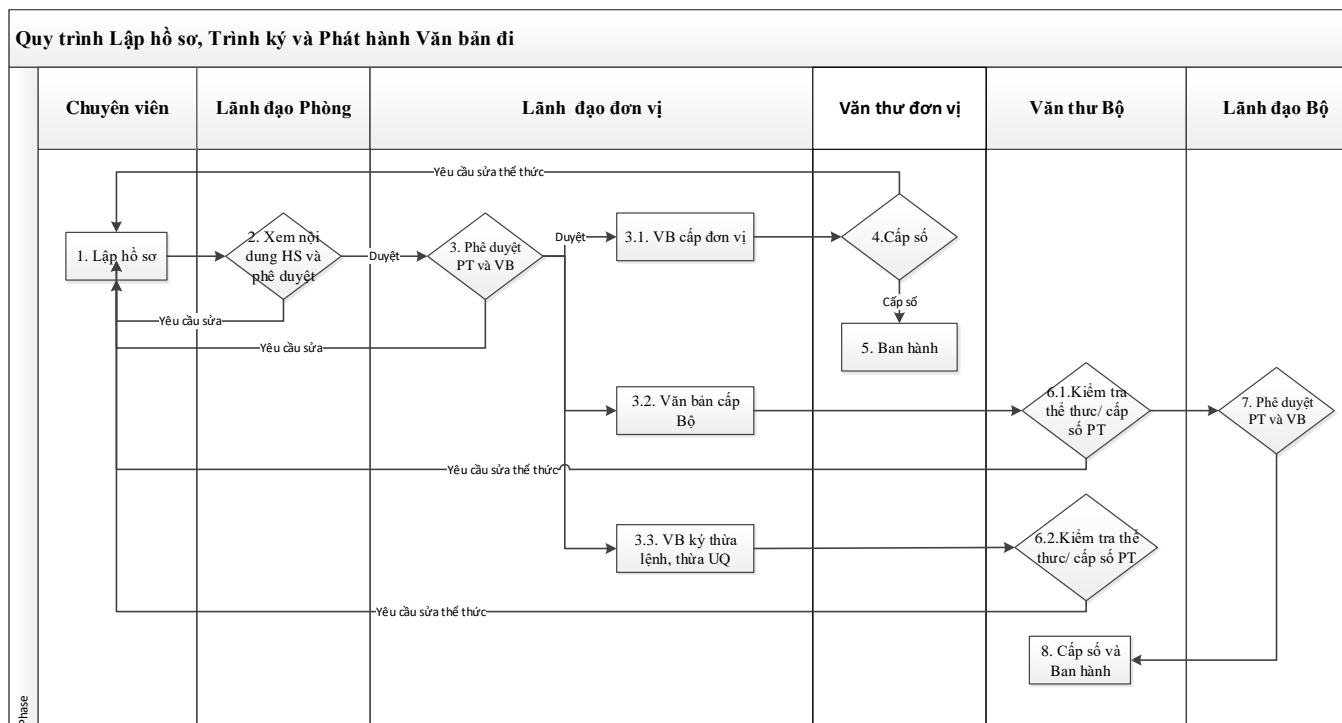 Quy trình Lập hồ sơ, Trình ký và Phát hành Văn bản đi
Chuyên viên
Lãnh đạo Phòng
Lãnh đạo đơn vị
Văn thư đơn vị
Văn thư Bộ
Lãnh đạo Bộ
Yêu cầu sửa thể thức
1. Lập hồ sơ
2. Xem nội
dung HS và
phê duyệt
Duyệt
3. Phê duyệt
PT và VB
Duyệt
3.1. VB cấp đơn vị
4.Cấp số
Cấp số
Yêu cầu sửa
Yêu cầu sửa
5. Ban hành
3.2. Văn bản cấp
Bộ
6.1.Kiểm tra
thể thưc/ cấp
số PT
7. Phê duyệt
PT và VB
Yêu cầu sửa thể thức
3.3. VB ký thừa
lệnh, thừa UQ
6.2.Kiểm tra thể
thưc/ cấp số PT
Yêu cầu sửa thể thức
8. Cấp số và
Ban hành
Phase